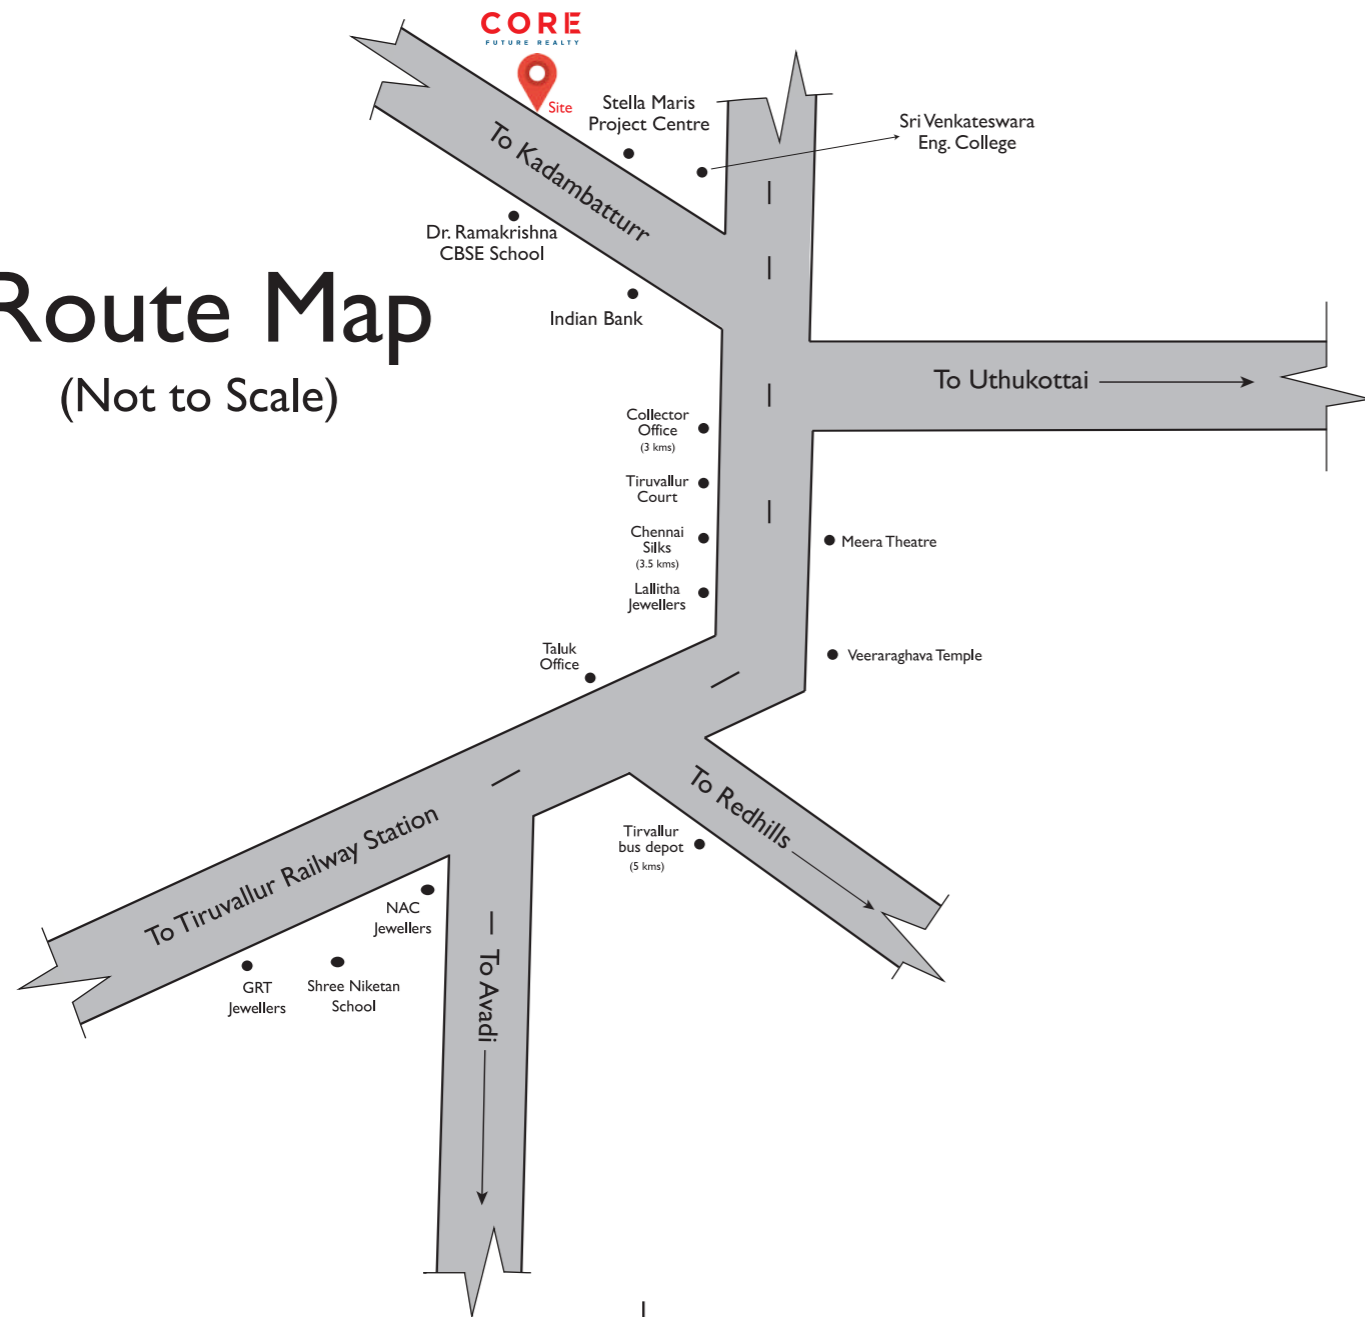 CORE
FUTURE REALTY
Site
Stella Maris
Project Centre
Sri Venkateswara
Eng. College
To Kadambatturr
Dr. Ramakrishna
CBSE School
Indian Bank
Route Map
(Not to Scale)
To Uthukottai
Collector
Office
(3 kms)
Tiruvallur
Court
Chennai
Silks
(3.5 kms)
Meera Theatre
Lallitha
Jewellers
Taluk
Office
Veeraraghava Temple
To Redhills
Tirvallur
bus depot
(5 kms)
To Tiruvallur Railway Station
NAC
Jewellers
GRT
Jewellers
Shree Niketan
School
To Avadi